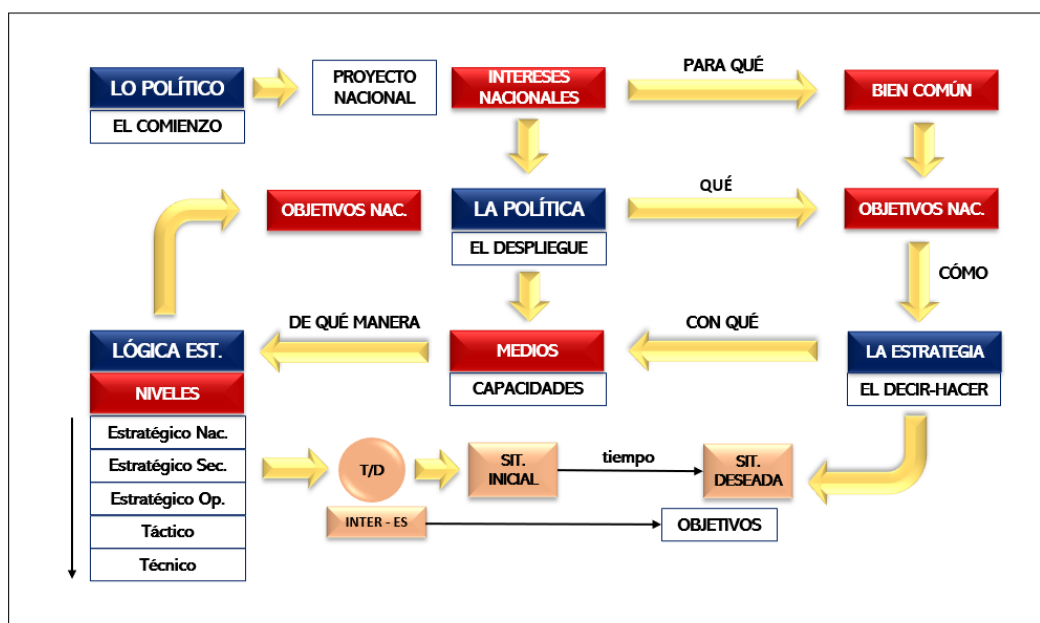 PARA QUÉ
LO POLÍTICO
EL COMIENZO
PROYECTO
NACIONAL
INTERESES
NACIONALES
BIEN COMÚN
OBJETIVOS NAC.
LA POLÍTICA
EL DESPLIEGUE
QUÉ
OBJETIVOS NAC.
CÓMO
DE QUÉ MANERA
CON QUÉ
LÓGICA EST.
NIVELES
MEDIOS
CAPACIDADES
LA ESTRATEGIA
EL DECIR-HACER
Estratégico Nac.
Estratégico Sec.
Estratégico Op.
Táctico
Técnico
T/D
SIT.
INICIAL
tiempo
SIT.
DESEADA
INTER - ES
OBJETIVOS